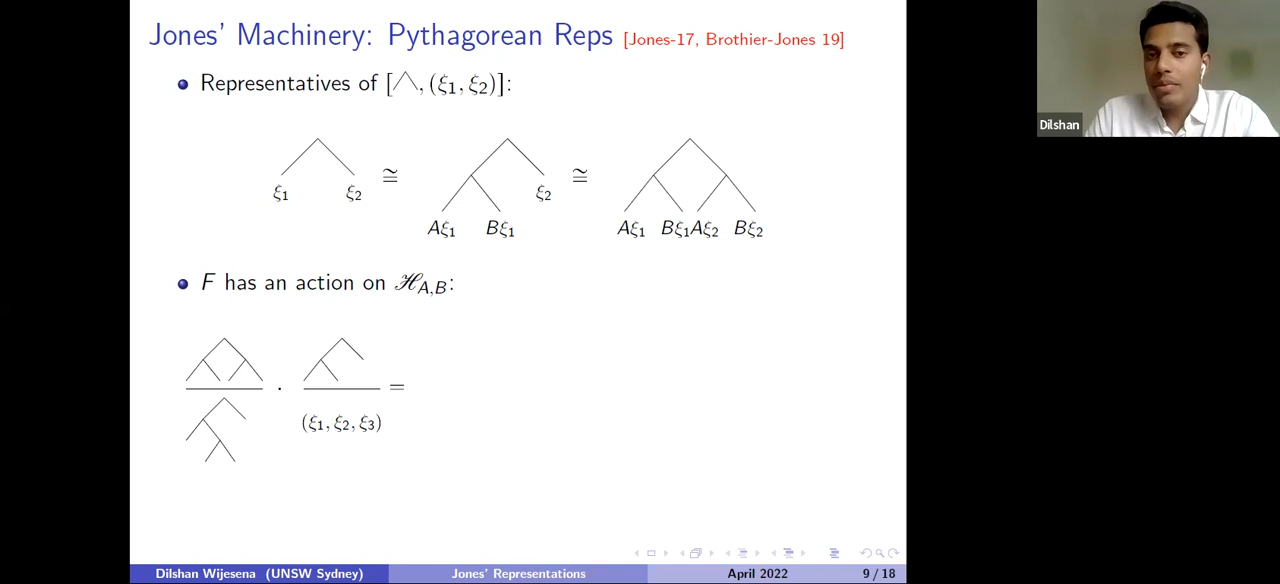 Jones' Machinery: Pythagorean Reps [Jones-17, Brothier-Jones 19]
Representatives of [∧, (ξ1, ξ2)]:
ξ1 ξ2 ≅ ξ2 ≅
Aξ1 Bξ1 Aξ1 Bξ1 Aξ2 Bξ2
F has an action on ℋA,B:
· =
(ξ1, ξ2, ξ3)
Dilshan Wijesena (UNSW Sydney) Jones' Representations April 2022 9 / 18
Dilshan